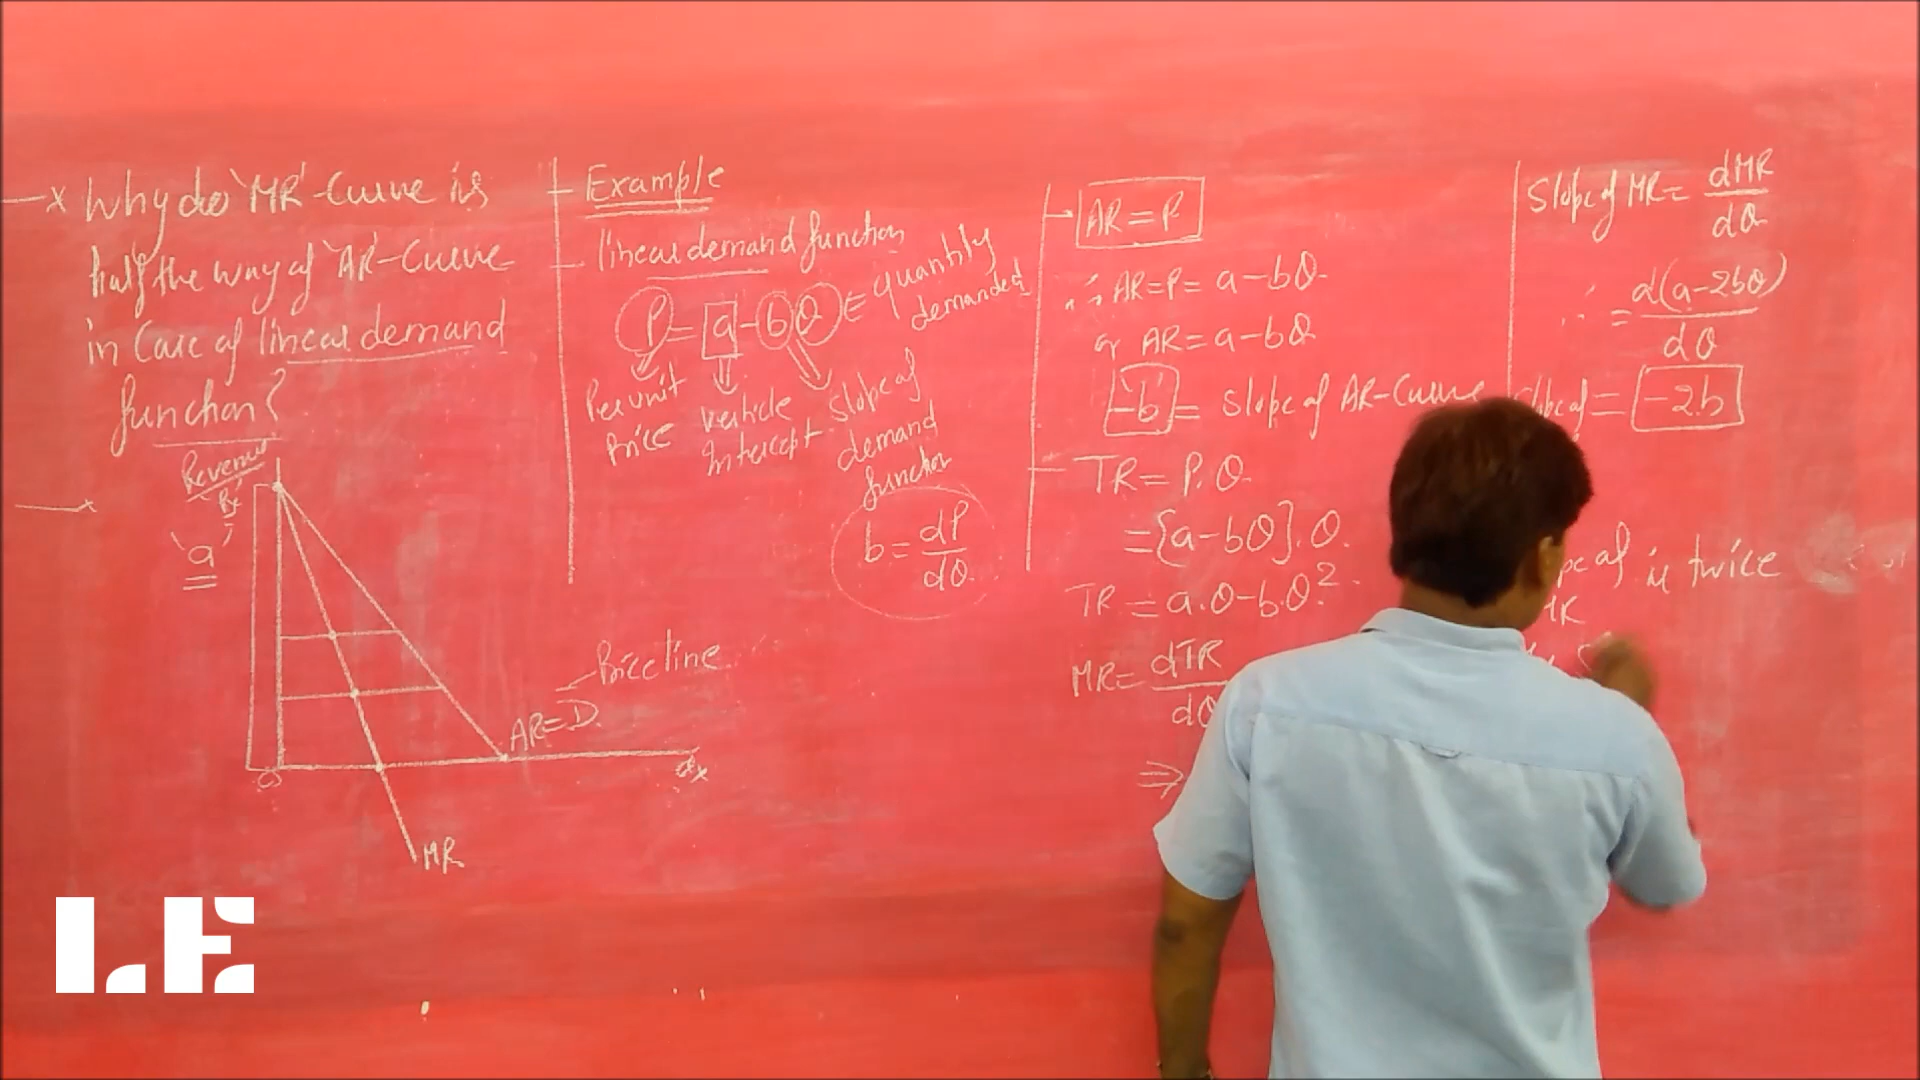 Why do 'MR'-Curve is
half the way of 'AR'-Curve
in Case of linear demand
function?
Revenue
'a'
O
AR=D
Price line
MR
Example
linear demand function
P = a - b Q = quantity
demanded
Per unit
Price
verticle
Intercept
Slope of
demand
function
b = dP
dQ
AR = P
∴ AR=P= a-bQ
or AR = a-bQ
-b = Slope of AR-Curve
TR = P.Q
= {a-bQ}.Q
TR = a.Q-b.Q².
MR = dTR
dQ
⇒
Slope of MR = dMR
dQ
∴ = d(a-2bQ)
dQ
Slope of = -2b
is twice
LE